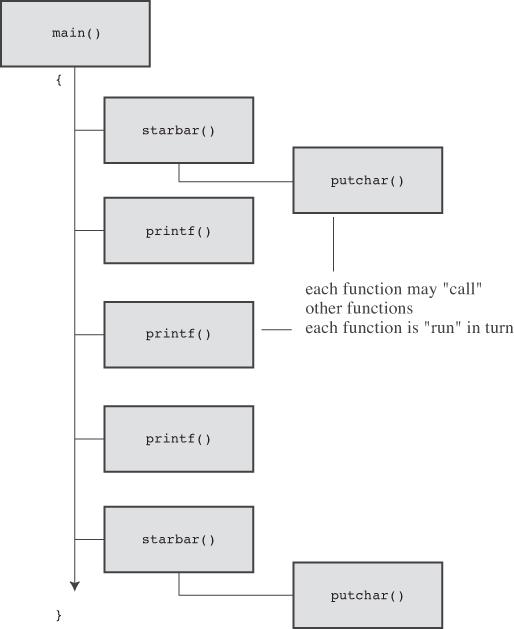 main()
{
starbar()
putchar()
printf()
each function may "call"
other functions
each function is "run" in turn
printf()
printf()
starbar()
putchar()
}